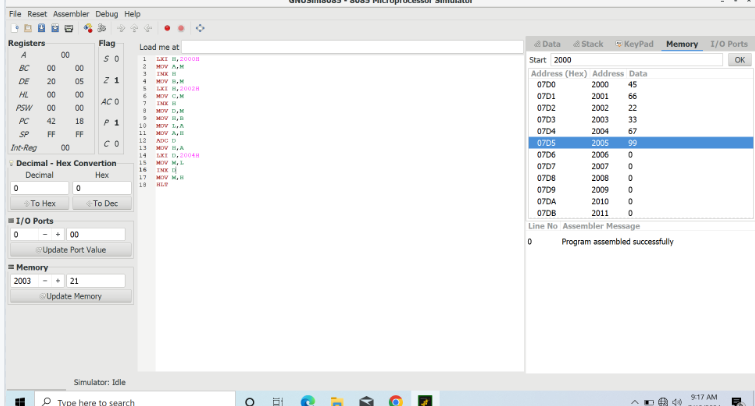 GNUSim8085 - 8085 Microprocessor Simulator
File Reset Assembler Debug Help
Registers
Flag
A 00
BC 00 00
DE 20 05
HL 00 00
PSW 00 00
PC 42 18
SP FF FF
Int-Reg 00
S 0
Z 1
AC 0
P 1
C 0
Decimal - Hex Convertion
Decimal Hex
0 0
To Hex To Dec
I/O Ports
0 - + 00
Update Port Value
Memory
2003 - + 21
Update Memory
Load me at
1 LXI H,2000H
2 MOV A,M
3 INX H
4 MOV B,M
5 LXI H,2002H
6 MOV C,M
7 INX H
8 MOV D,M
9 MOV H,B
10 MOV L,A
11 MOV A,H
12 ADC D
13 MOV H,A
14 LXI D,2004H
15 MOV M,L
16 INX D
17 MOV M,H
18 HLT
Data Stack KeyPad Memory I/O Ports
Start 2000 OK
Address (Hex) Address Data
07D0 2000 45
07D1 2001 66
07D2 2002 22
07D3 2003 33
07D4 2004 67
07D5 2005 99
07D6 2006 0
07D7 2007 0
07D8 2008 0
07D9 2009 0
07DA 2010 0
07DB 2011 0
Line No Assembler Message
0 Program assembled successfully
Simulator: Idle
Type here to search
9:17 AM